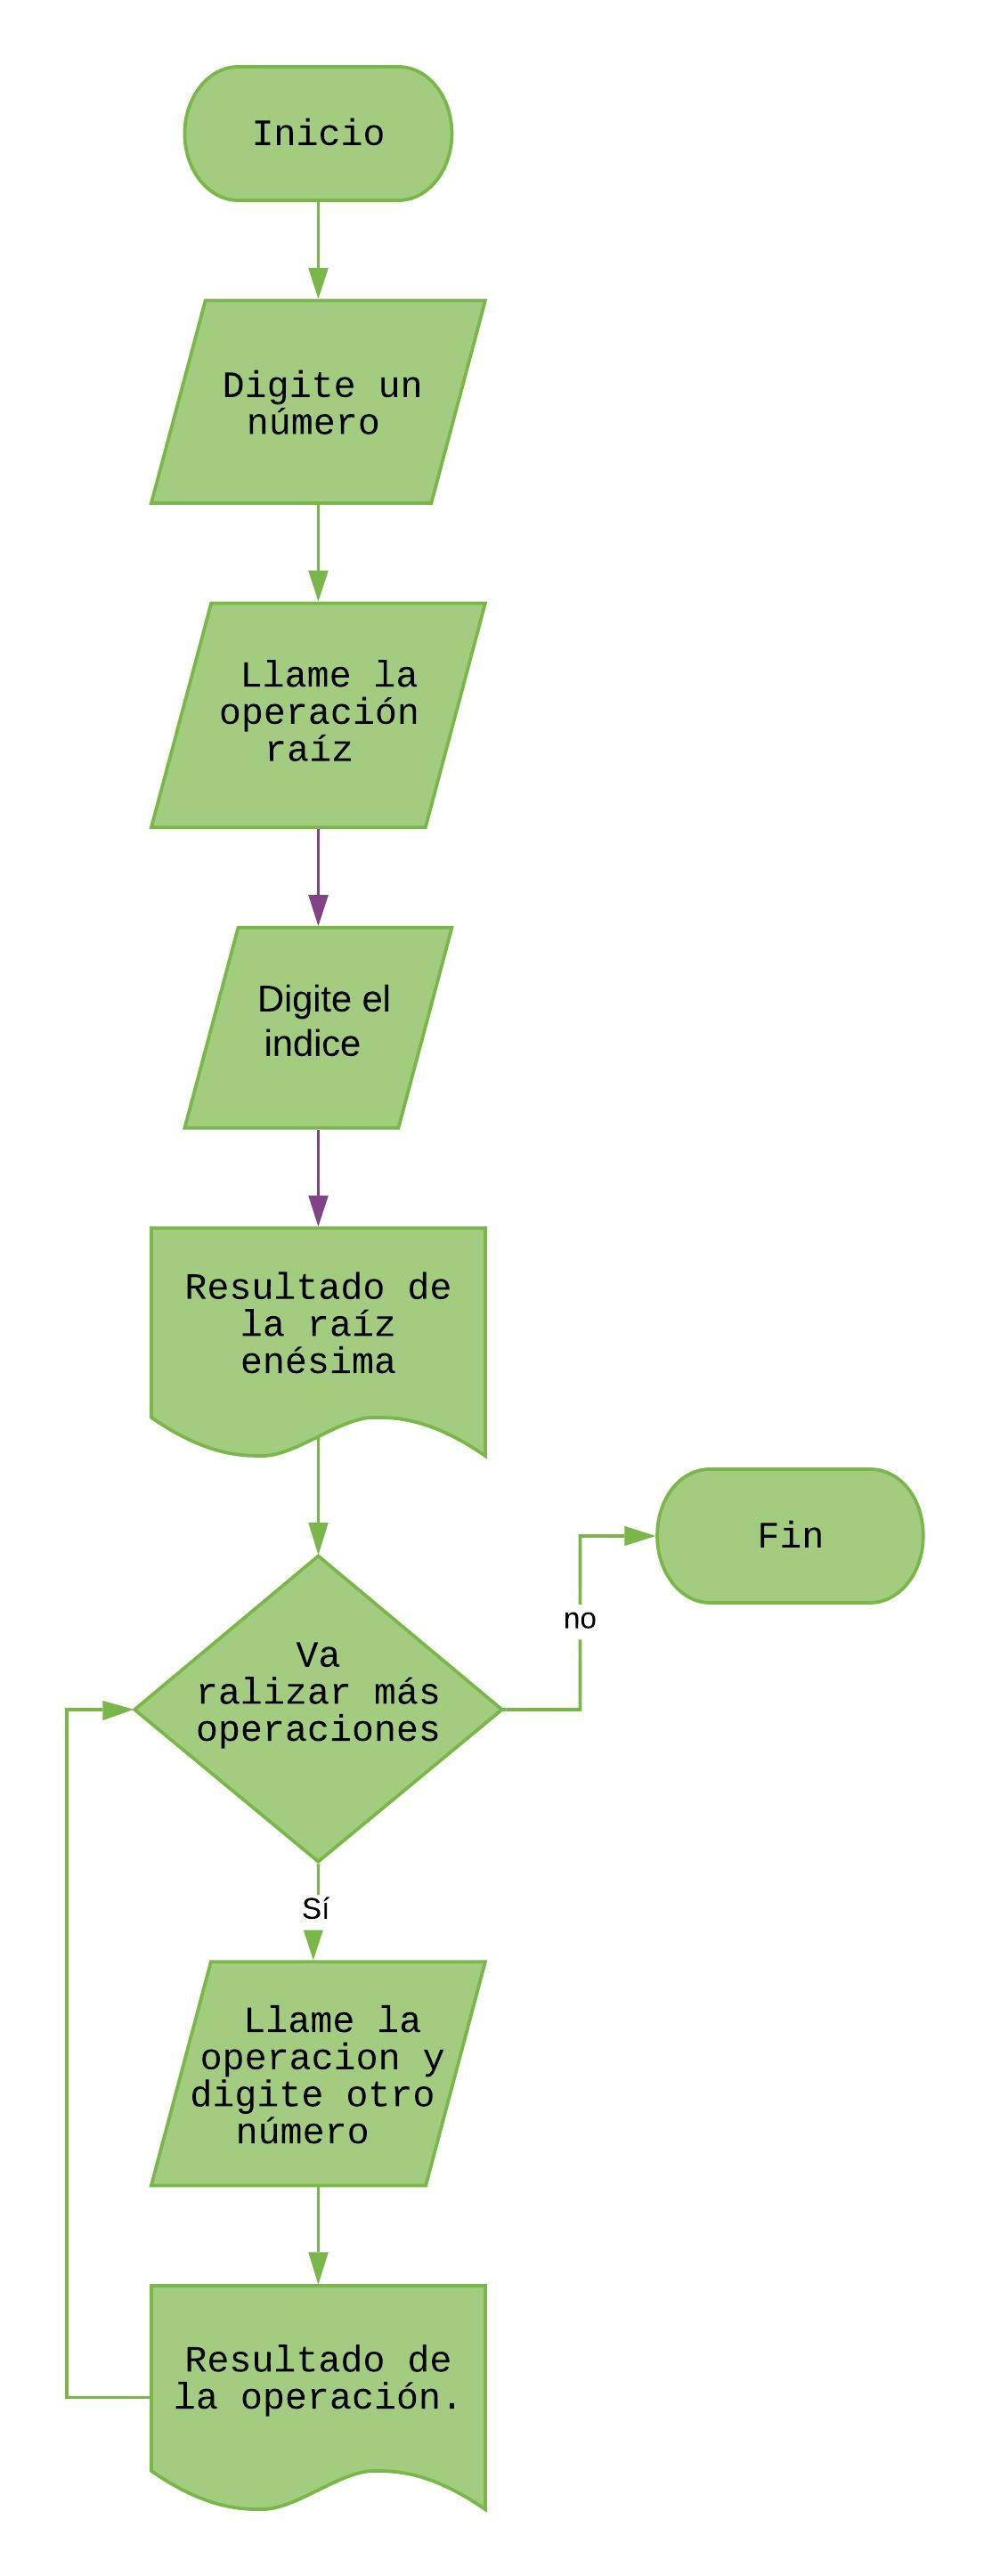 Inicio
Digite un
número
Llame la
operación
raíz
Digite el
indice
Resultado de
la raíz
enésima
Fin
no
Va
ralizar más
operaciones
Sí
Llame la
operacion y
digite otro
número
Resultado de
la operación.